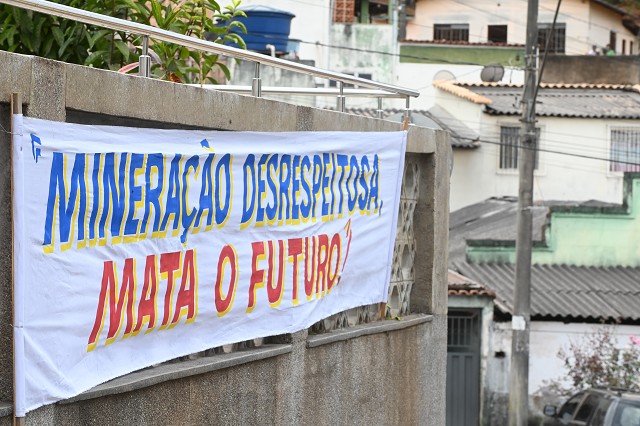 MINERAÇÃO DESRESPEITOSA,
MATA O FUTURO!